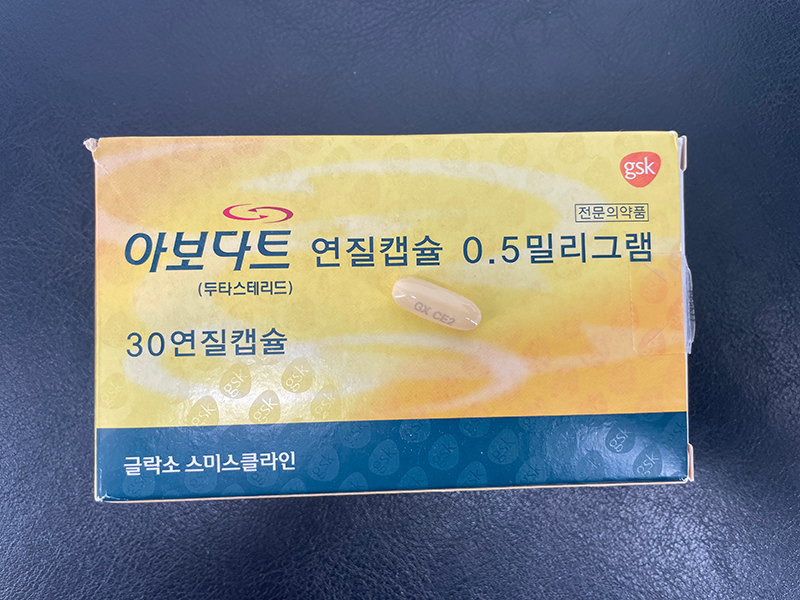 gsk
전문의약품
아보다트 연질캡슐 0.5밀리그램
(두타스테리드)
GX CE2
30연질캡슐
글락소 스미스클라인